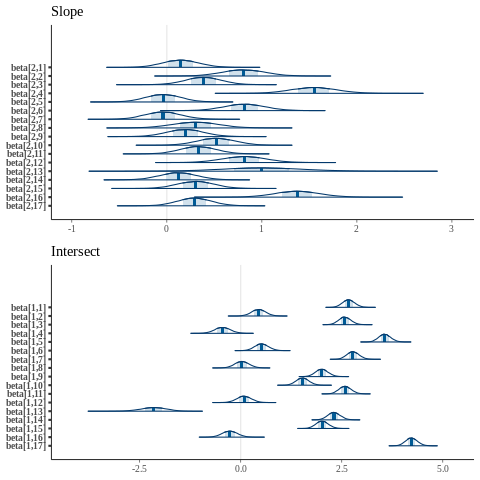 Slope
beta[2,1]
beta[2,2]
beta[2,3]
beta[2,4]
beta[2,5]
beta[2,6]
beta[2,7]
beta[2,8]
beta[2,9]
beta[2,10]
beta[2,11]
beta[2,12]
beta[2,13]
beta[2,14]
beta[2,15]
beta[2,16]
beta[2,17]
-1 0 1 2 3
Intersect
beta[1,1]
beta[1,2]
beta[1,3]
beta[1,4]
beta[1,5]
beta[1,6]
beta[1,7]
beta[1,8]
beta[1,9]
beta[1,10]
beta[1,11]
beta[1,12]
beta[1,13]
beta[1,14]
beta[1,15]
beta[1,16]
beta[1,17]
-2.5 0.0 2.5 5.0